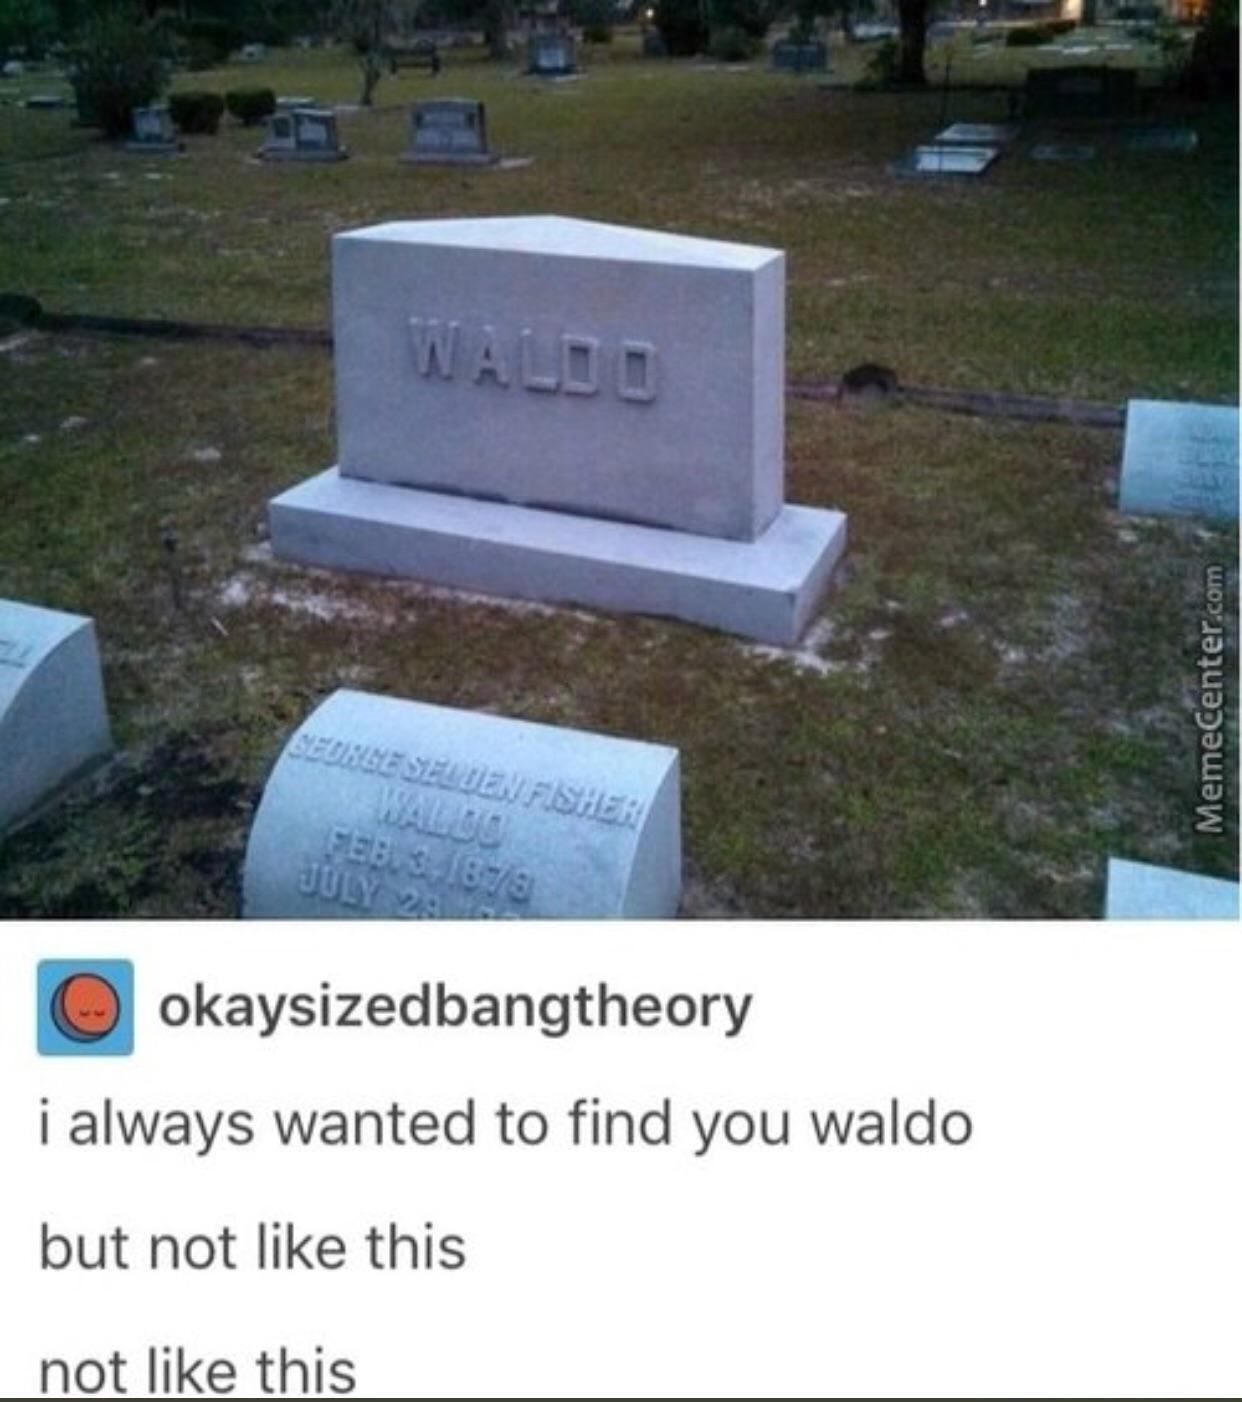 WALDO
GEORGE SELDEN FISHER
WALDO
FEB. 3, 1879
JULY
MemeCenter.com
okaysizedbangtheory
i always wanted to find you waldo
but not like this
not like this